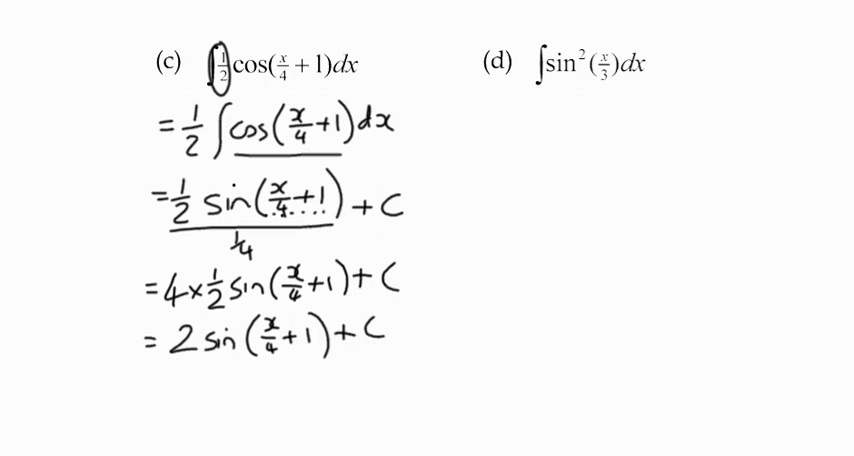 (c) ∫½cos(x/4 + 1)dx
= 1/2 ∫cos(x/4 + 1)dx
= 1/2 sin(x/4 + 1) / 1/4 + C
= 4 × 1/2 sin(x/4 + 1) + C
= 2 sin(x/4 + 1) + C
(d) ∫sin²(x/3)dx